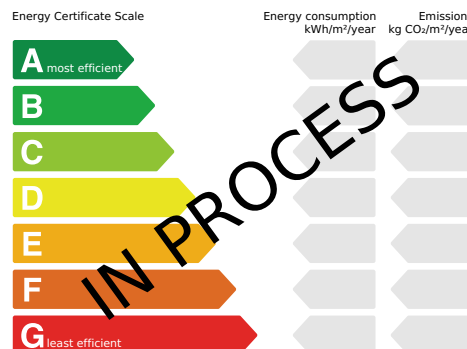 Energy Certificate Scale
Energy consumption
kWh/m²/year
Emission
kg CO₂/m²/year
A most efficient
B
C
D
E
F
G least efficient
IN PROCESS